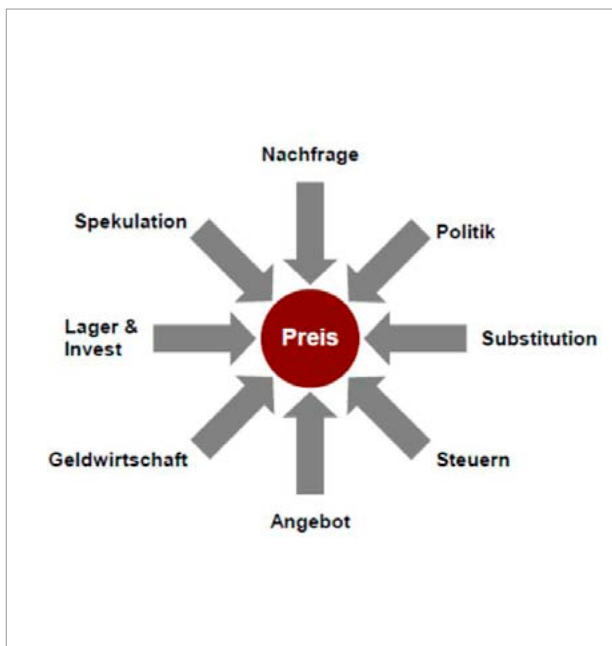 Nachfrage
Spekulation
Politik
Lager &
Invest
Preis
Substitution
Geldwirtschaft
Steuern
Angebot